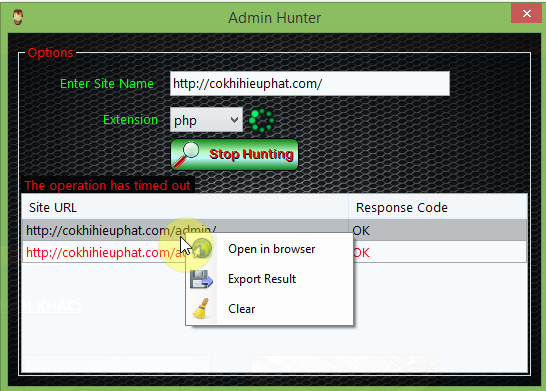 Admin Hunter
Options
Enter Site Name
http://cokhihieuphat.com/
Extension
php
Stop Hunting
The operation has timed out
Site URL
Response Code
http://cokhihieuphat.com/admin/
OK
http://cokhihieuphat.com/
OK
Open in browser
Export Result
Clear
KHÁC: